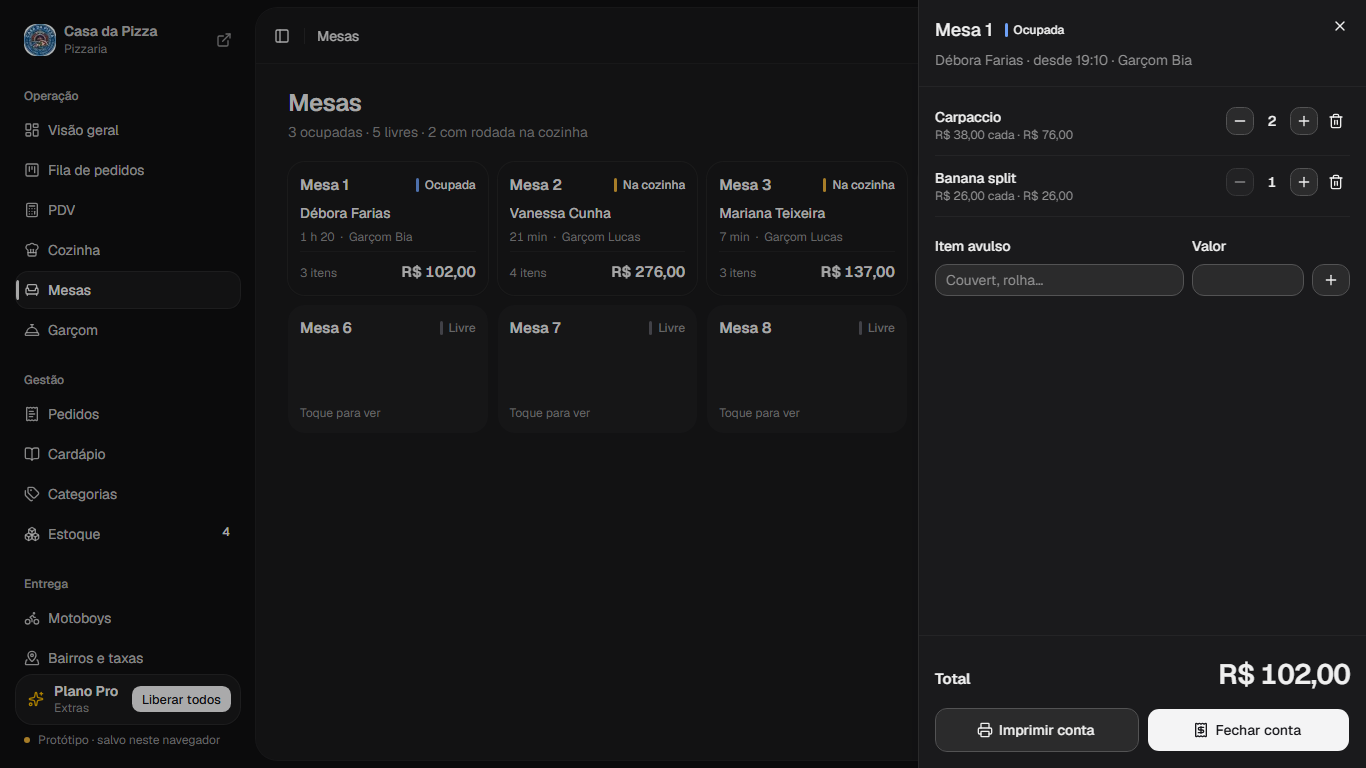 Casa da Pizza
Pizzaria
Operação
Visão geral
Fila de pedidos
PDV
Cozinha
Mesas
Garçom
Gestão
Pedidos
Cardápio
Categorias
Estoque 4
Entrega
Motoboys
Bairros e taxas
Plano Pro
Extras
Liberar todos
Protótipo · salvo neste navegador
Mesas
Mesas
3 ocupadas · 5 livres · 2 com rodada na cozinha
Mesa 1 Ocupada
Débora Farias
1 h 20 · Garçom Bia
3 itens R$ 102,00
Mesa 2 Na cozinha
Vanessa Cunha
21 min · Garçom Lucas
4 itens R$ 276,00
Mesa 3 Na cozinha
Mariana Teixeira
7 min · Garçom Lucas
3 itens R$ 137,00
Mesa 6 Livre
Toque para ver
Mesa 7 Livre
Toque para ver
Mesa 8 Livre
Toque para ver
Mesa 1 Ocupada
Débora Farias · desde 19:10 · Garçom Bia
Carpaccio
R$ 38,00 cada · R$ 76,00
2
Banana split
R$ 26,00 cada · R$ 26,00
1
Item avulso Valor
Couvert, rolha…
Total R$ 102,00
Imprimir conta
Fechar conta